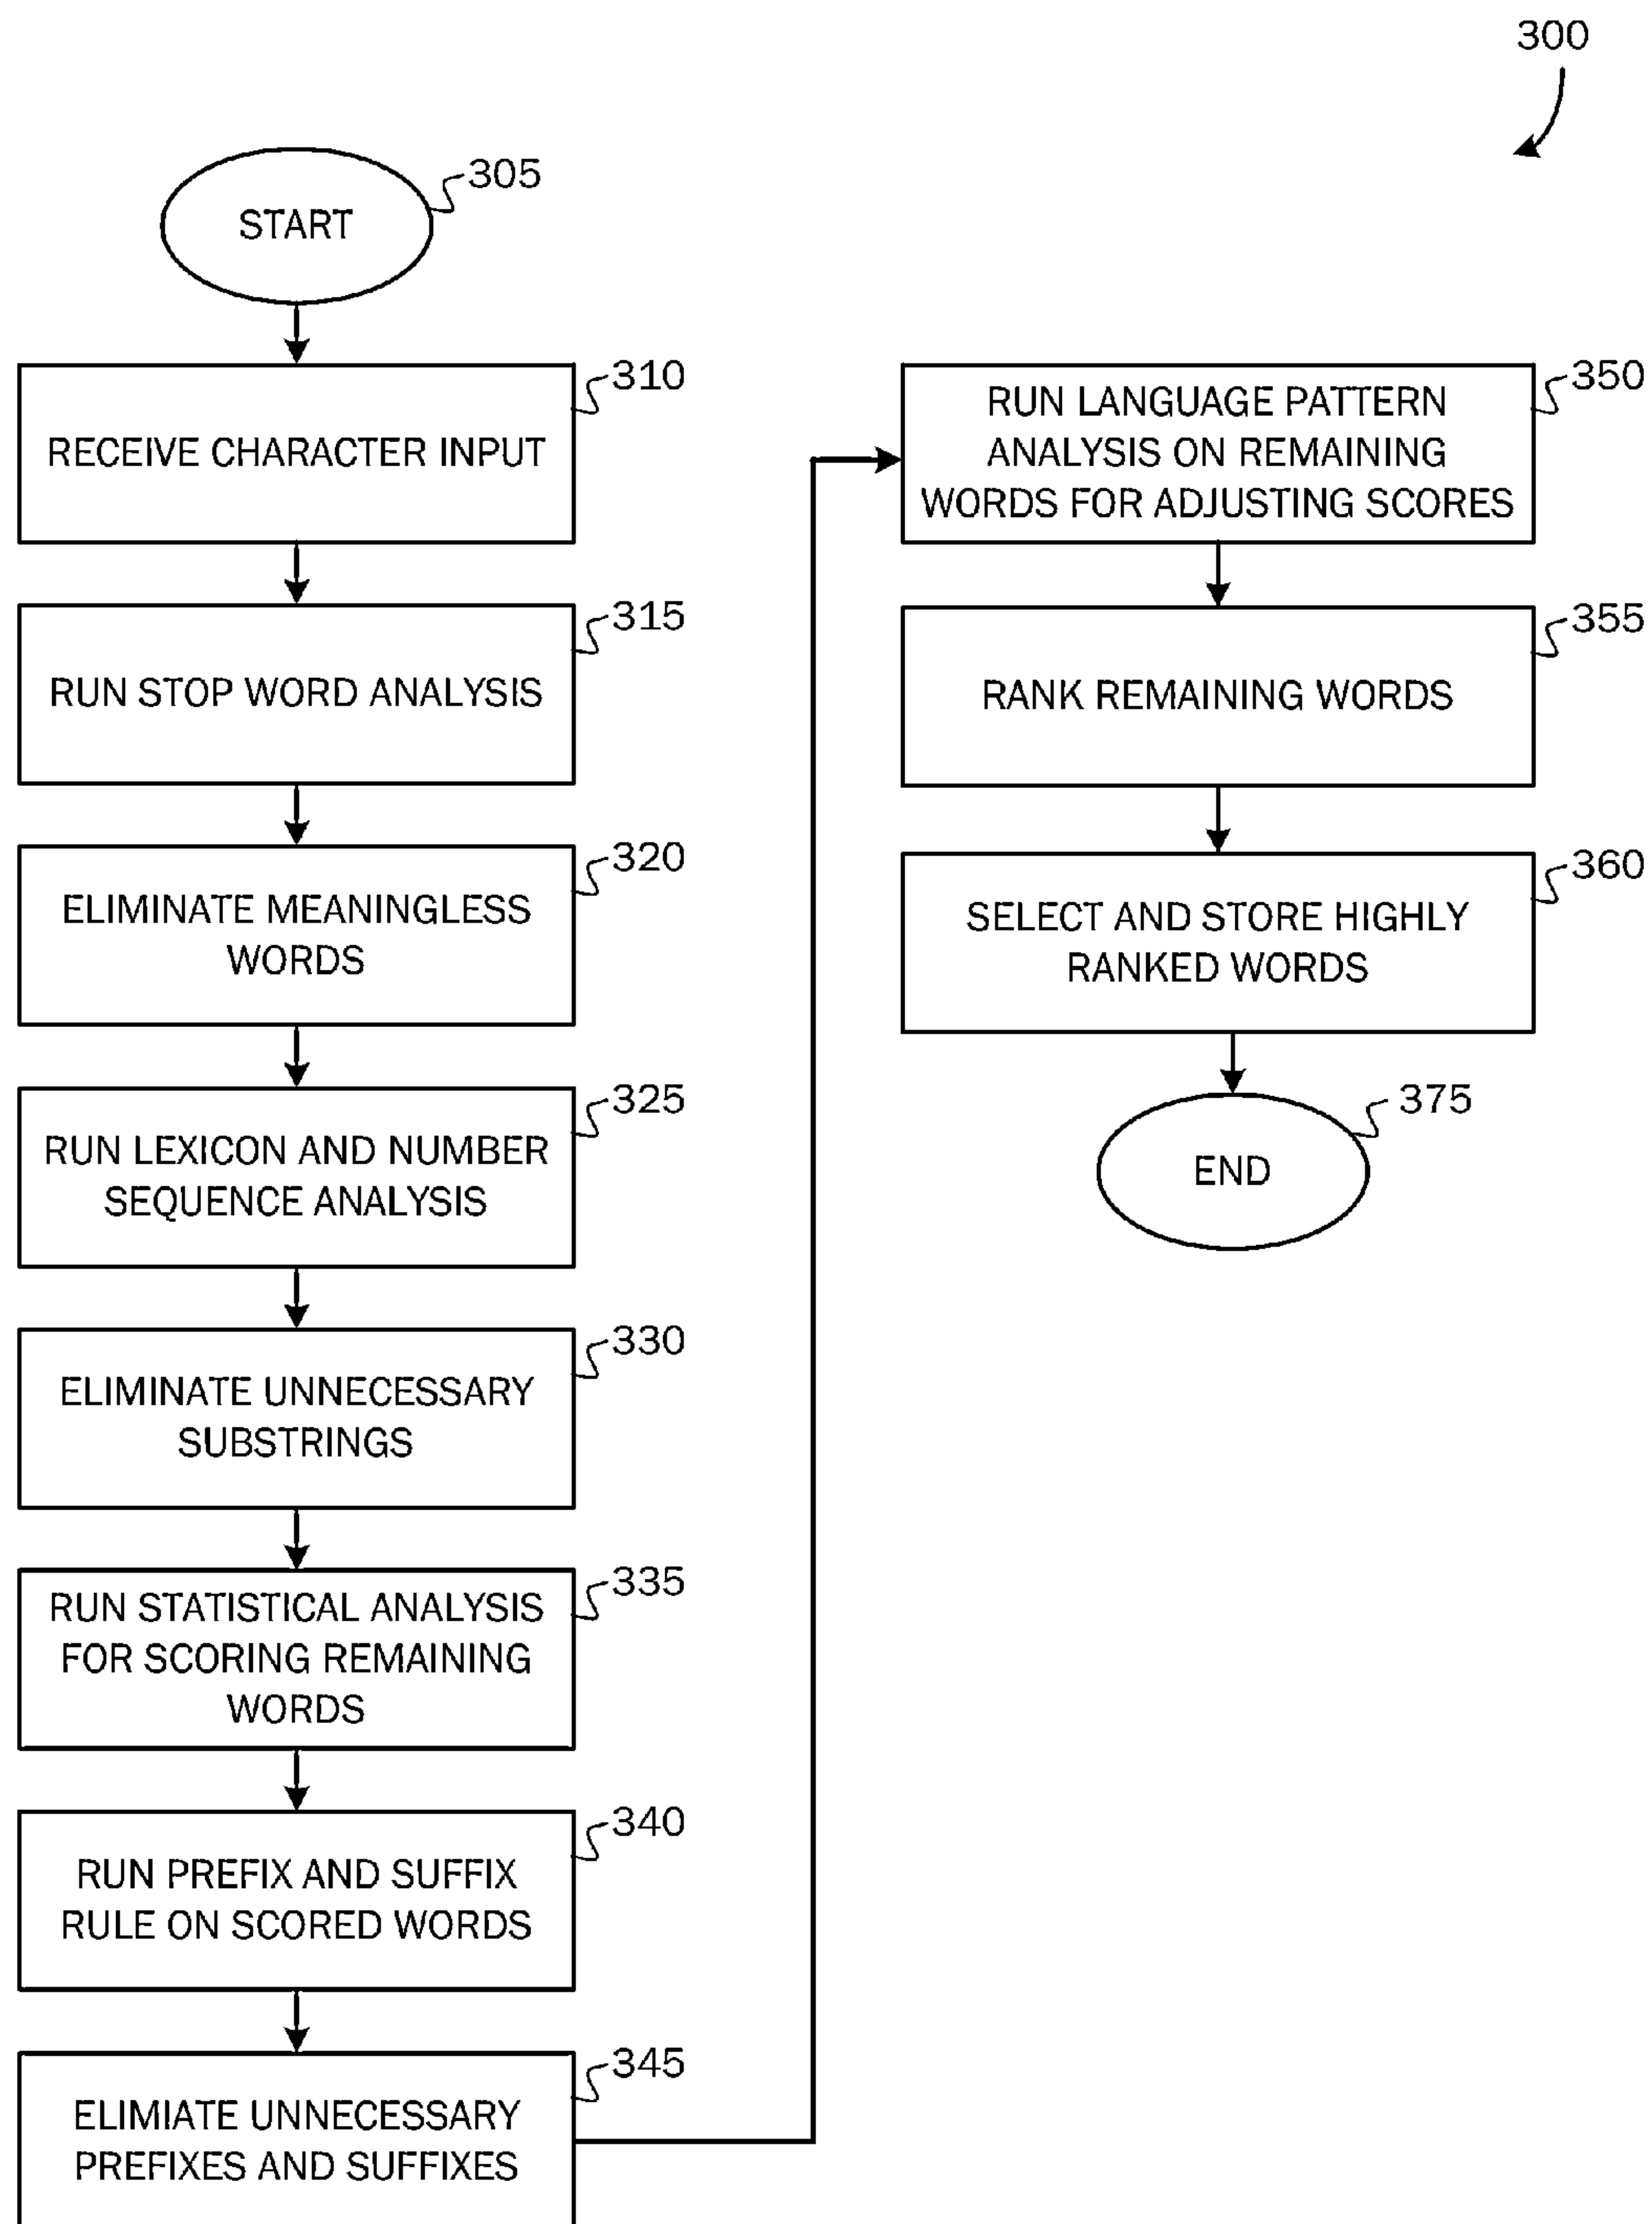 300
START
305
RECEIVE CHARACTER INPUT
310
RUN STOP WORD ANALYSIS
315
ELIMINATE MEANINGLESS
WORDS
320
RUN LEXICON AND NUMBER
SEQUENCE ANALYSIS
325
ELIMINATE UNNECESSARY
SUBSTRINGS
330
RUN STATISTICAL ANALYSIS
FOR SCORING REMAINING
WORDS
335
RUN PREFIX AND SUFFIX
RULE ON SCORED WORDS
340
ELIMIATE UNNECESSARY
PREFIXES AND SUFFIXES
345
RUN LANGUAGE PATTERN
ANALYSIS ON REMAINING
WORDS FOR ADJUSTING SCORES
350
RANK REMAINING WORDS
355
SELECT AND STORE HIGHLY
RANKED WORDS
360
END
375